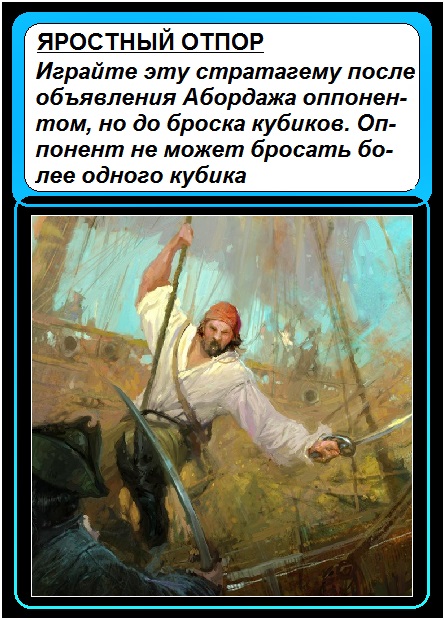 ЯРОСТНЫЙ ОТПОР
Играйте эту стратагему после
объявления Абордажа оппонен-
том, но до броска кубиков. Оп-
понент не может бросать бо-
лее одного кубика